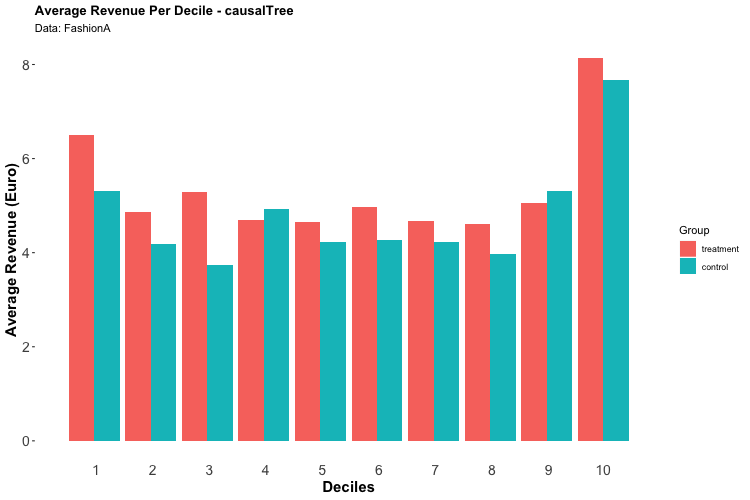 Average Revenue Per Decile - causalTree
Data: FashionA
Average Revenue (Euro)
8
6
4
2
0
1 2 3 4 5 6 7 8 9 10
Deciles
Group
treatment
control